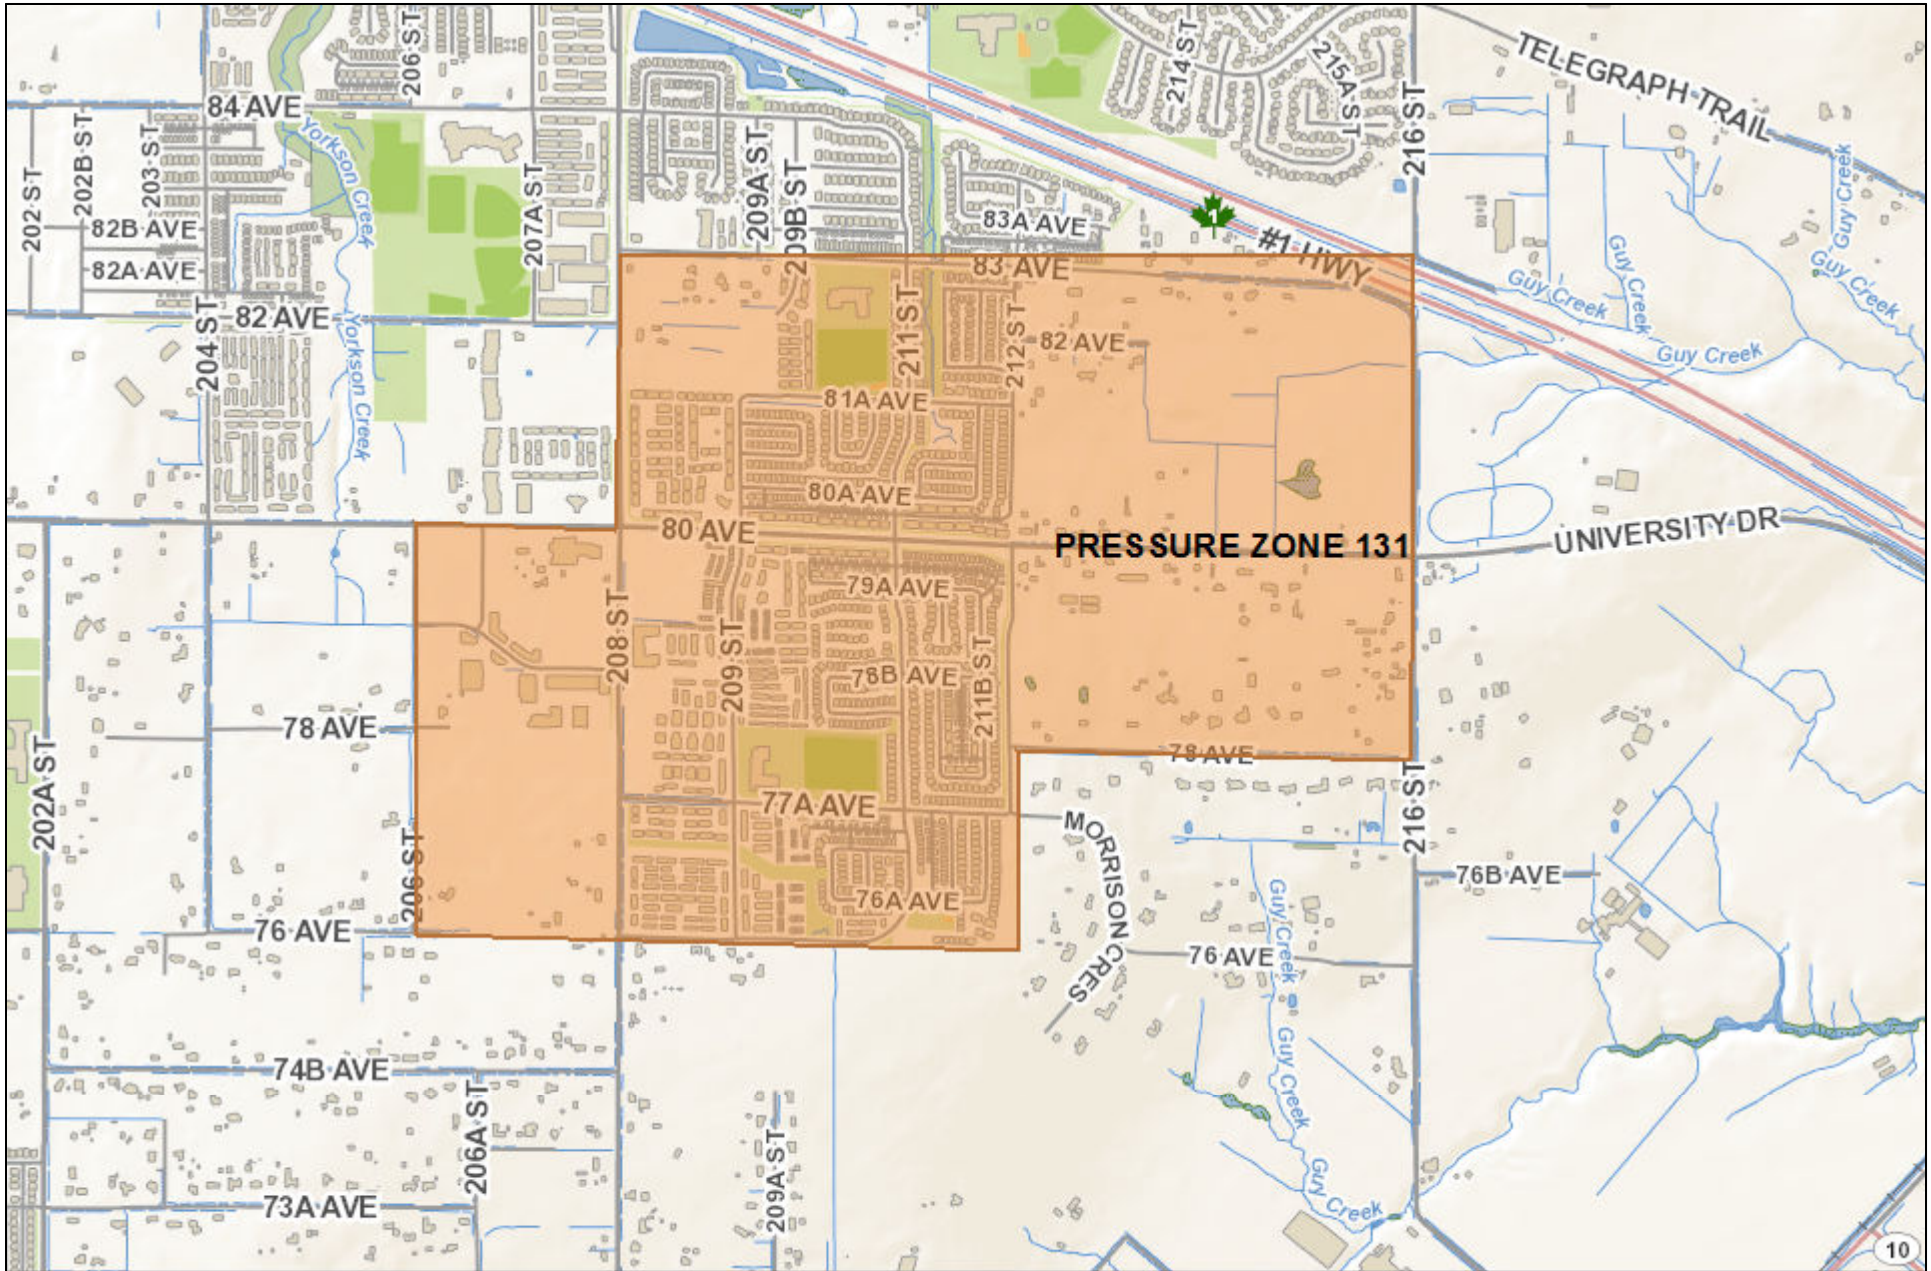 206 ST
214 ST
215A ST
216 ST
TELEGRAPH TRAIL
84 AVE
Yorkson Creek
202 ST
202B ST
203 ST
207A ST
209A ST
209B ST
Guy Creek
82B AVE
83A AVE
1
#1 HWY
82A AVE
83 AVE
Guy Creek
Guy Creek
Guy Creek
204 ST
82 AVE
Yorkson Creek
211 ST
212 ST
82 AVE
Guy Creek
81A AVE
80A AVE
80 AVE
PRESSURE ZONE 131
UNIVERSITY DR
79A AVE
208 ST
209 ST
78B AVE
211B ST
78 AVE
78 AVE
202A ST
77A AVE
216 ST
MORRISON CRES
206 ST
76B AVE
76A AVE
Guy Creek
76 AVE
76 AVE
Guy Creek
74B AVE
206A ST
209A ST
73A AVE
Guy Creek
10